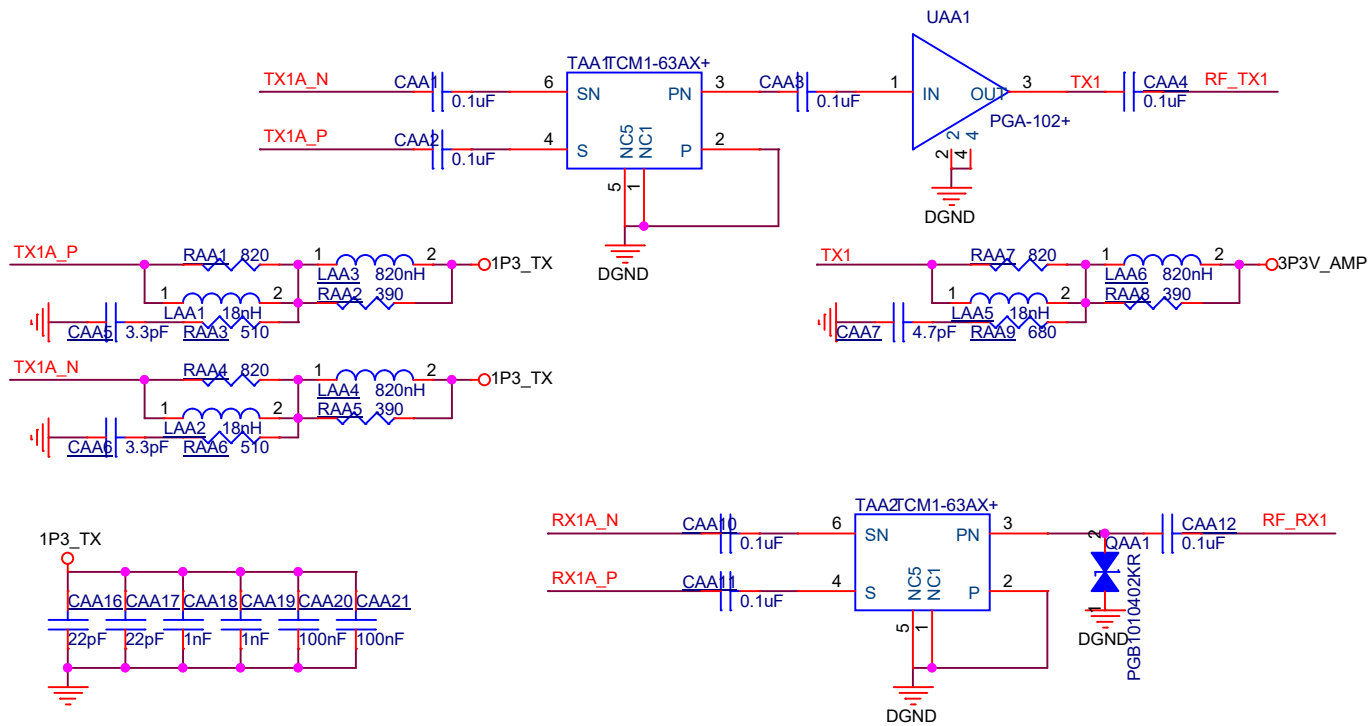 UAA1
TX1A_N
CAA1
0.1uF
6
TAA1
TCM1-63AX+
SN
PN
3
CAA3
0.1uF
1
IN
OUT
3
TX1
CAA4
0.1uF
RF_TX1
PGA-102+
TX1A_P
CAA2
0.1uF
4
S
NC5
NC1
P
2
5
1
2
4
2
4
DGND
DGND
TX1A_P
RAA1 820
1
2
LAA3 820nH
1P3_TX
1
2
RAA2 390
LAA1 18nH
CAA5 3.3pF
RAA3 510
TX1
RAA7 820
1
2
LAA6 820nH
3P3V_AMP
1
2
RAA8 390
LAA5 18nH
CAA7 4.7pF
RAA9 680
TX1A_N
RAA4 820
1
2
LAA4 820nH
1P3_TX
1
2
RAA5 390
LAA2 18nH
CAA6 3.3pF
RAA6 510
1P3_TX
CAA16
CAA17
CAA18
CAA19
CAA20
CAA21
22pF
22pF
1nF
1nF
100nF
100nF
RX1A_N
CAA10
0.1uF
6
TAA2
TCM1-63AX+
SN
PN
3
2
QAA1
CAA12
0.1uF
RF_RX1
RX1A_P
CAA11
0.1uF
4
S
NC5
NC1
P
2
5
1
1
DGND
PGB1010402KR
DGND